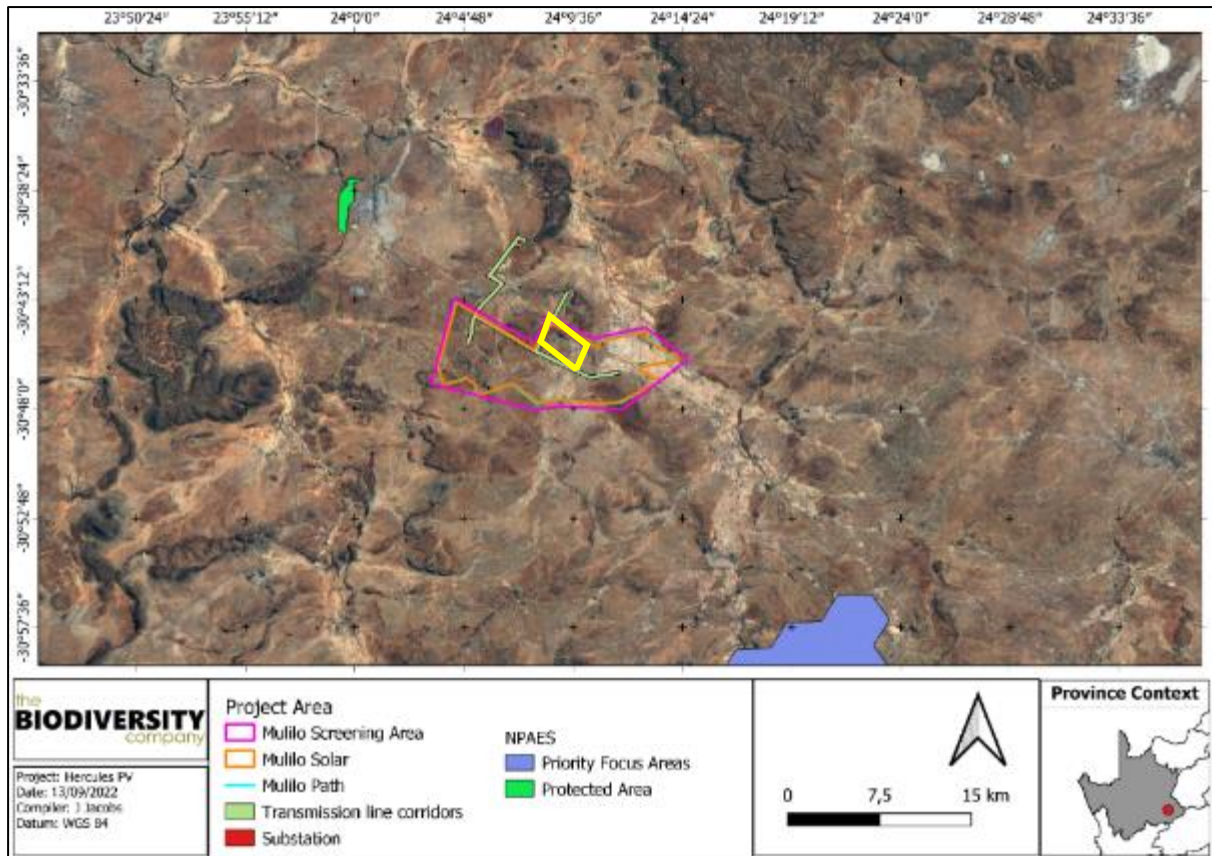 23°50'24" 23°55'12" 24°0'0" 24°4'48" 24°9'36" 24°14'24" 24°19'12" 24°24'0" 24°28'48" 24°33'36"
-30°33'36"
-30°38'24"
-30°43'12"
-30°48'0"
-30°52'48"
-30°57'36"
the
BIODIVERSITY
company
Project: Hercules PV
Date: 13/09/2022
Compiler: J Jacobs
Datum: WGS 84
Project Area
Mulilo Screening Area
Mulilo Solar
Mulilo Path
Transmission line corridors
Substation
NPAES
Priority Focus Areas
Protected Area
0 7,5 15 km
Province Context